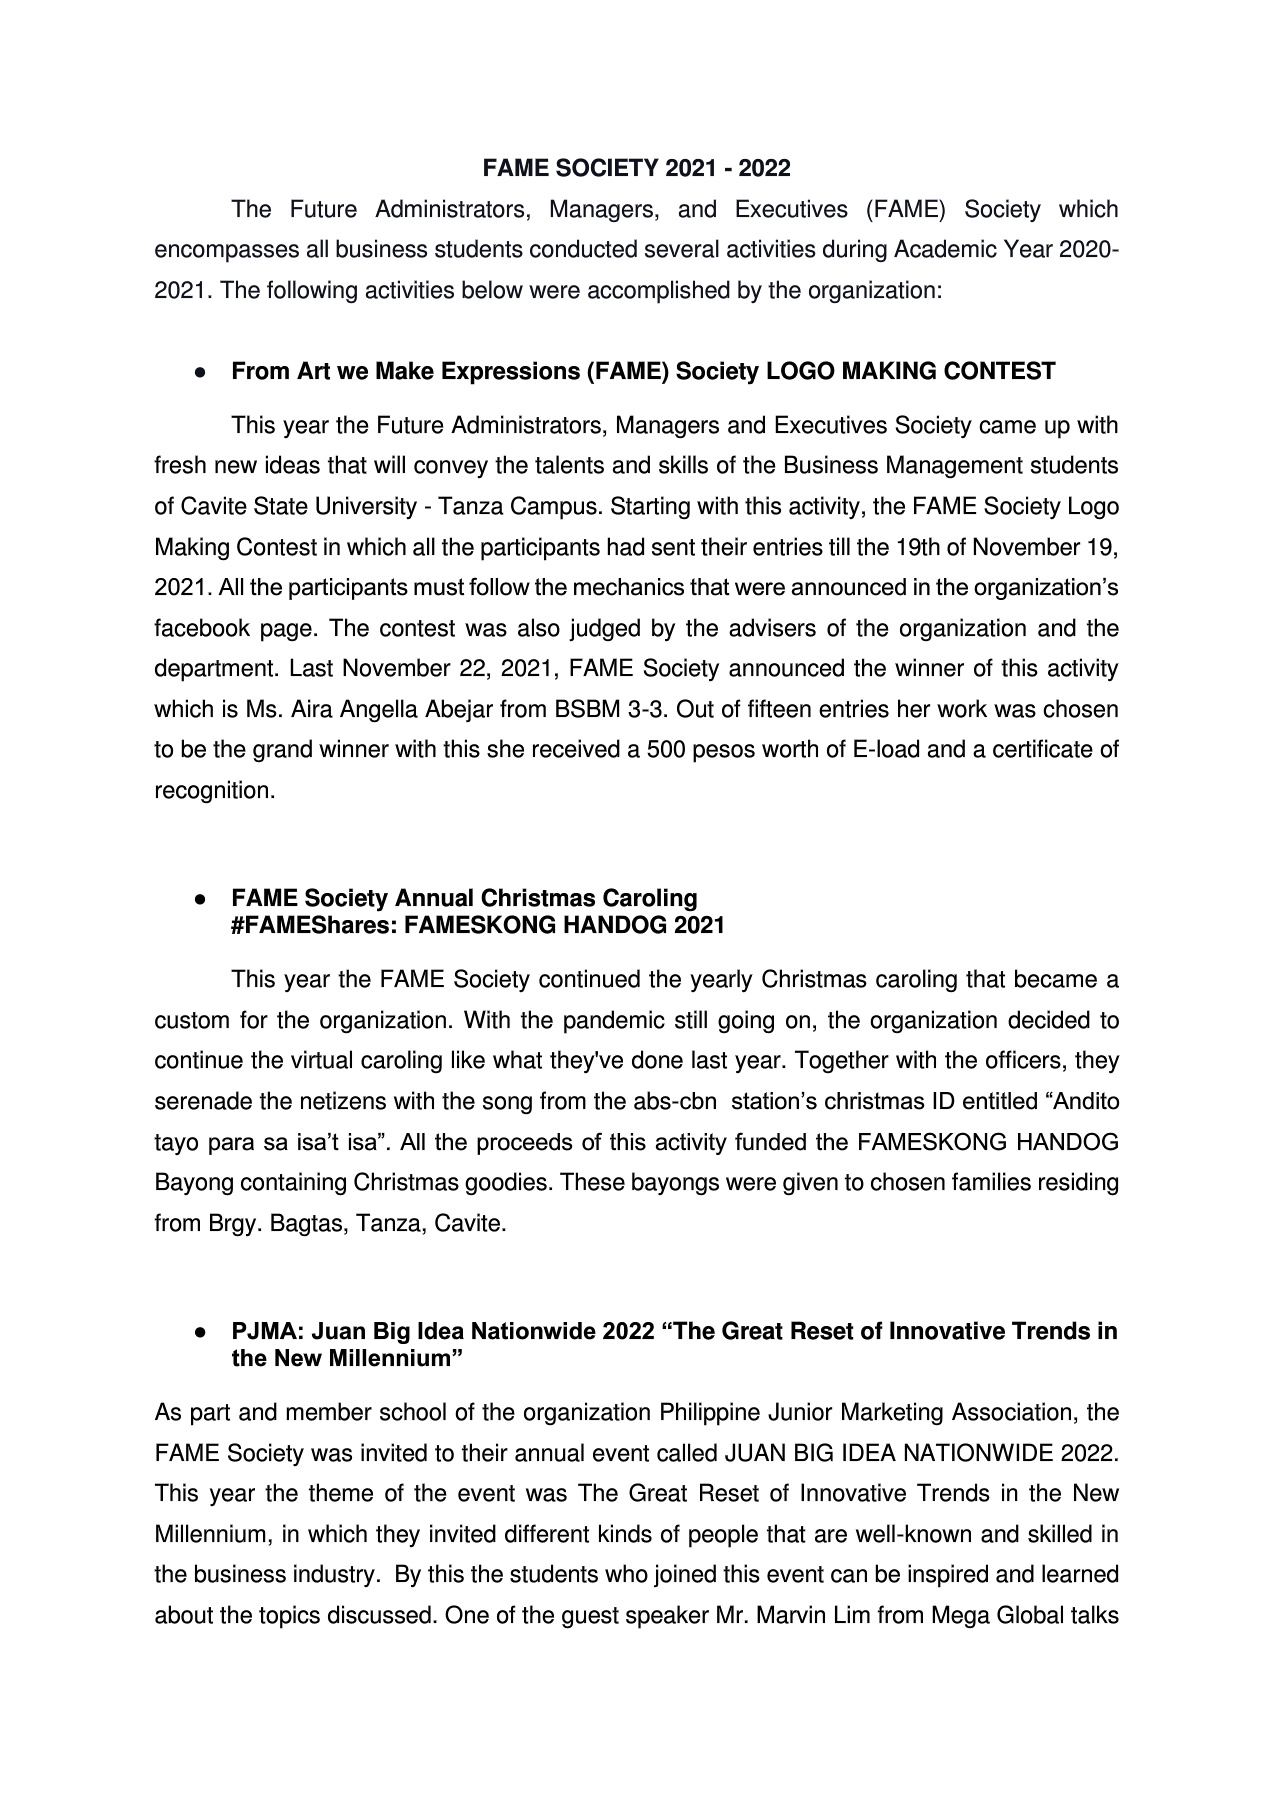 FAME SOCIETY 2021 - 2022
The Future Administrators, Managers, and Executives (FAME) Society which
encompasses all business students conducted several activities during Academic Year 2020-
2021. The following activities below were accomplished by the organization:
● From Art we Make Expressions (FAME) Society LOGO MAKING CONTEST
This year the Future Administrators, Managers and Executives Society came up with
fresh new ideas that will convey the talents and skills of the Business Management students
of Cavite State University - Tanza Campus. Starting with this activity, the FAME Society Logo
Making Contest in which all the participants had sent their entries till the 19th of November 19,
2021. All the participants must follow the mechanics that were announced in the organization’s
facebook page. The contest was also judged by the advisers of the organization and the
department. Last November 22, 2021, FAME Society announced the winner of this activity
which is Ms. Aira Angella Abejar from BSBM 3-3. Out of fifteen entries her work was chosen
to be the grand winner with this she received a 500 pesos worth of E-load and a certificate of
recognition.
● FAME Society Annual Christmas Caroling
#FAMEShares: FAMESKONG HANDOG 2021
This year the FAME Society continued the yearly Christmas caroling that became a
custom for the organization. With the pandemic still going on, the organization decided to
continue the virtual caroling like what they've done last year. Together with the officers, they
serenade the netizens with the song from the abs-cbn  station’s christmas ID entitled “Andito
tayo para sa isa’t isa”. All the proceeds of this activity funded the FAMESKONG HANDOG
Bayong containing Christmas goodies. These bayongs were given to chosen families residing
from Brgy. Bagtas, Tanza, Cavite.
● PJMA: Juan Big Idea Nationwide 2022 “The Great Reset of Innovative Trends in
the New Millennium”
As part and member school of the organization Philippine Junior Marketing Association, the
FAME Society was invited to their annual event called JUAN BIG IDEA NATIONWIDE 2022.
This year the theme of the event was The Great Reset of Innovative Trends in the New
Millennium, in which they invited different kinds of people that are well-known and skilled in
the business industry.  By this the students who joined this event can be inspired and learned
about the topics discussed. One of the guest speaker Mr. Marvin Lim from Mega Global talks